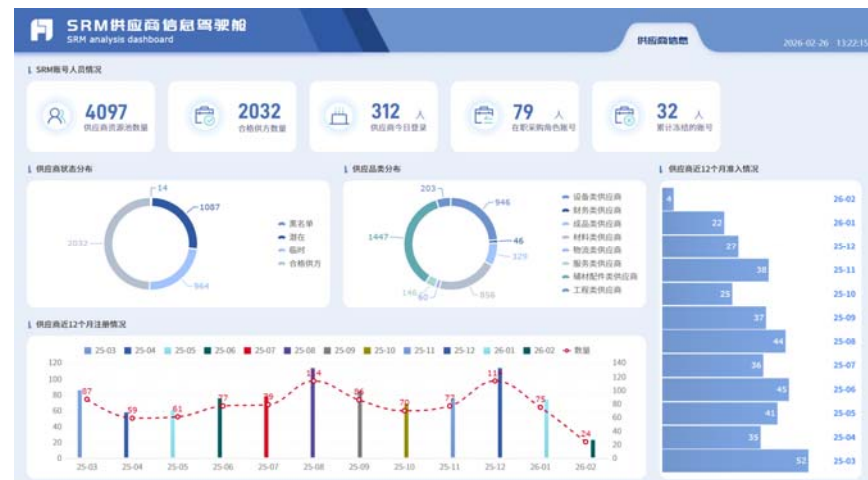 SRM供应商信息驾驶舱
SRM analysis dashboard
供应商信息
2026-02-26 13:22:15
SRM账号人员情况
4097
供应商资源池数量
2032
合格供方数量
312 人
供应商今日登录
79 人
在职采购角色账号
32 人
累计冻结的账号
供应商状态分布
14
1087
2032
964
黑名单
潜在
临时
合格供方
供应品类分布
203
946
46
329
1447
146
60
858
设备类供应商
财务类供应商
成品类供应商
材料类供应商
物流类供应商
服务类供应商
辅材配件类供应商
工程类供应商
供应商近12个月准入情况
4 26-02
22 26-01
27 25-12
38 25-11
25 25-10
37 25-09
44 25-08
36 25-07
45 25-06
41 25-05
35 25-04
52 25-03
供应商近12个月注册情况
25-03 25-04 25-05 25-06 25-07 25-08 25-09 25-10 25-11 25-12 26-01 26-02 数量
120 140
100 120
80 100
60 80
40 60
20 40
0 20
0
87 59 61 77 79 114 86 70 77 75 24
25-03 25-04 25-05 25-06 25-07 25-08 25-09 25-10 25-11 25-12 26-01 26-02